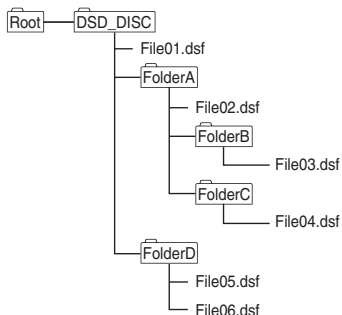 Root DSD_DISC
File01.dsf
FolderA
File02.dsf
FolderB
File03.dsf
FolderC
File04.dsf
FolderD
File05.dsf
File06.dsf